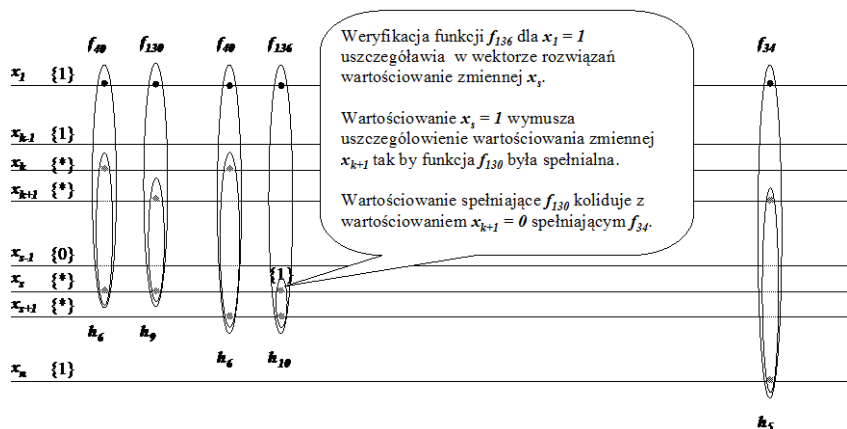 Weryfikacja funkcji f136 dla x1 = 1
uszczegóławia w wektorze rozwiązań
wartościowanie zmiennej xs.
Wartościowanie xs = 1 wymusza
uszczególowienie wartościowania zmiennej
xk+1 tak by funkcja f130 była spełnialna.
Wartościowanie spełniające f130 koliduje z
wartościowaniem xk+1 = 0 spełniającym f34.
f40 f130 f40 f136 f34
x1 {1}
xk-1 {1}
xk {*}
xk+1 {*}
xs-1 {0}
xs {*} {1}
xs+1 {*}
h6 h9 h6 h10
xn {1}
h5